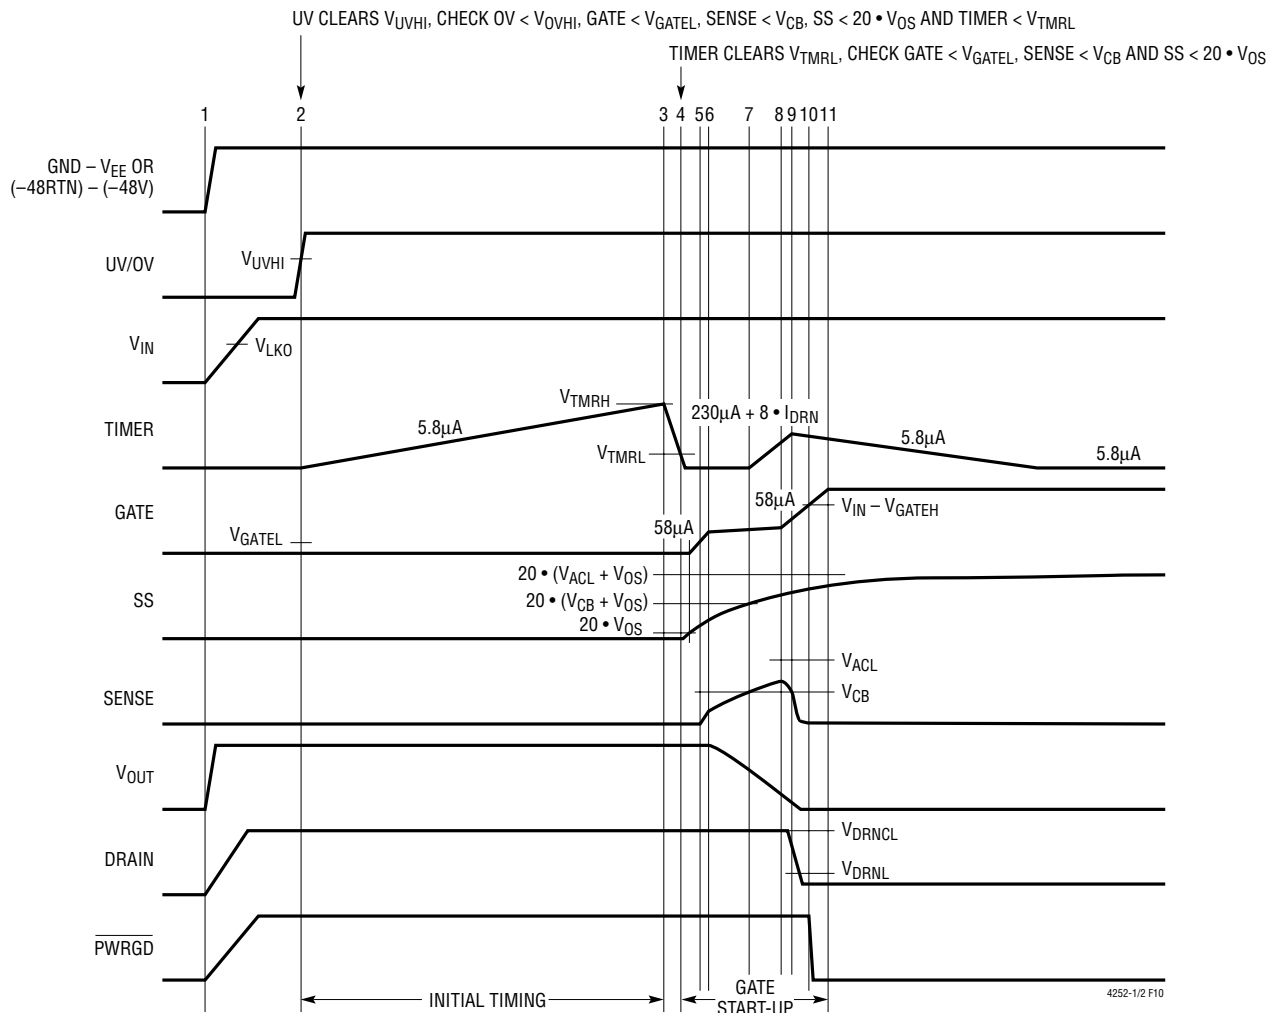 UV CLEARS VUVHI, CHECK OV < VOVHI, GATE < VGATEL, SENSE < VCB, SS < 20 • VOS AND TIMER < VTMRL
TIMER CLEARS VTMRL, CHECK GATE < VGATEL, SENSE < VCB AND SS < 20 • VOS
1 2 3 4 5 6 7 8 9 10 11
GND – VEE OR
(–48RTN) – (–48V)
UV/OV
VUVHI
VIN
VLKO
TIMER
5.8µA
VTMRH
VTMRL
230µA + 8 • IDRN
5.8µA
5.8µA
GATE
VGATEL
58µA
58µA
VIN – VGATEH
SS
20 • (VACL + VOS)
20 • (VCB + VOS)
20 • VOS
SENSE
VACL
VCB
VOUT
DRAIN
VDRNCL
VDRNL
PWRGD
INITIAL TIMING
GATE
START-UP
4252-1/2 F10